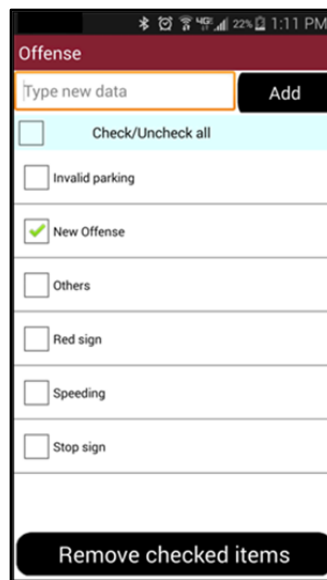 4G 22% 1:11 PM
Offense
Type new data Add
Check/Uncheck all
Invalid parking
New Offense
Others
Red sign
Speeding
Stop sign
Remove checked items